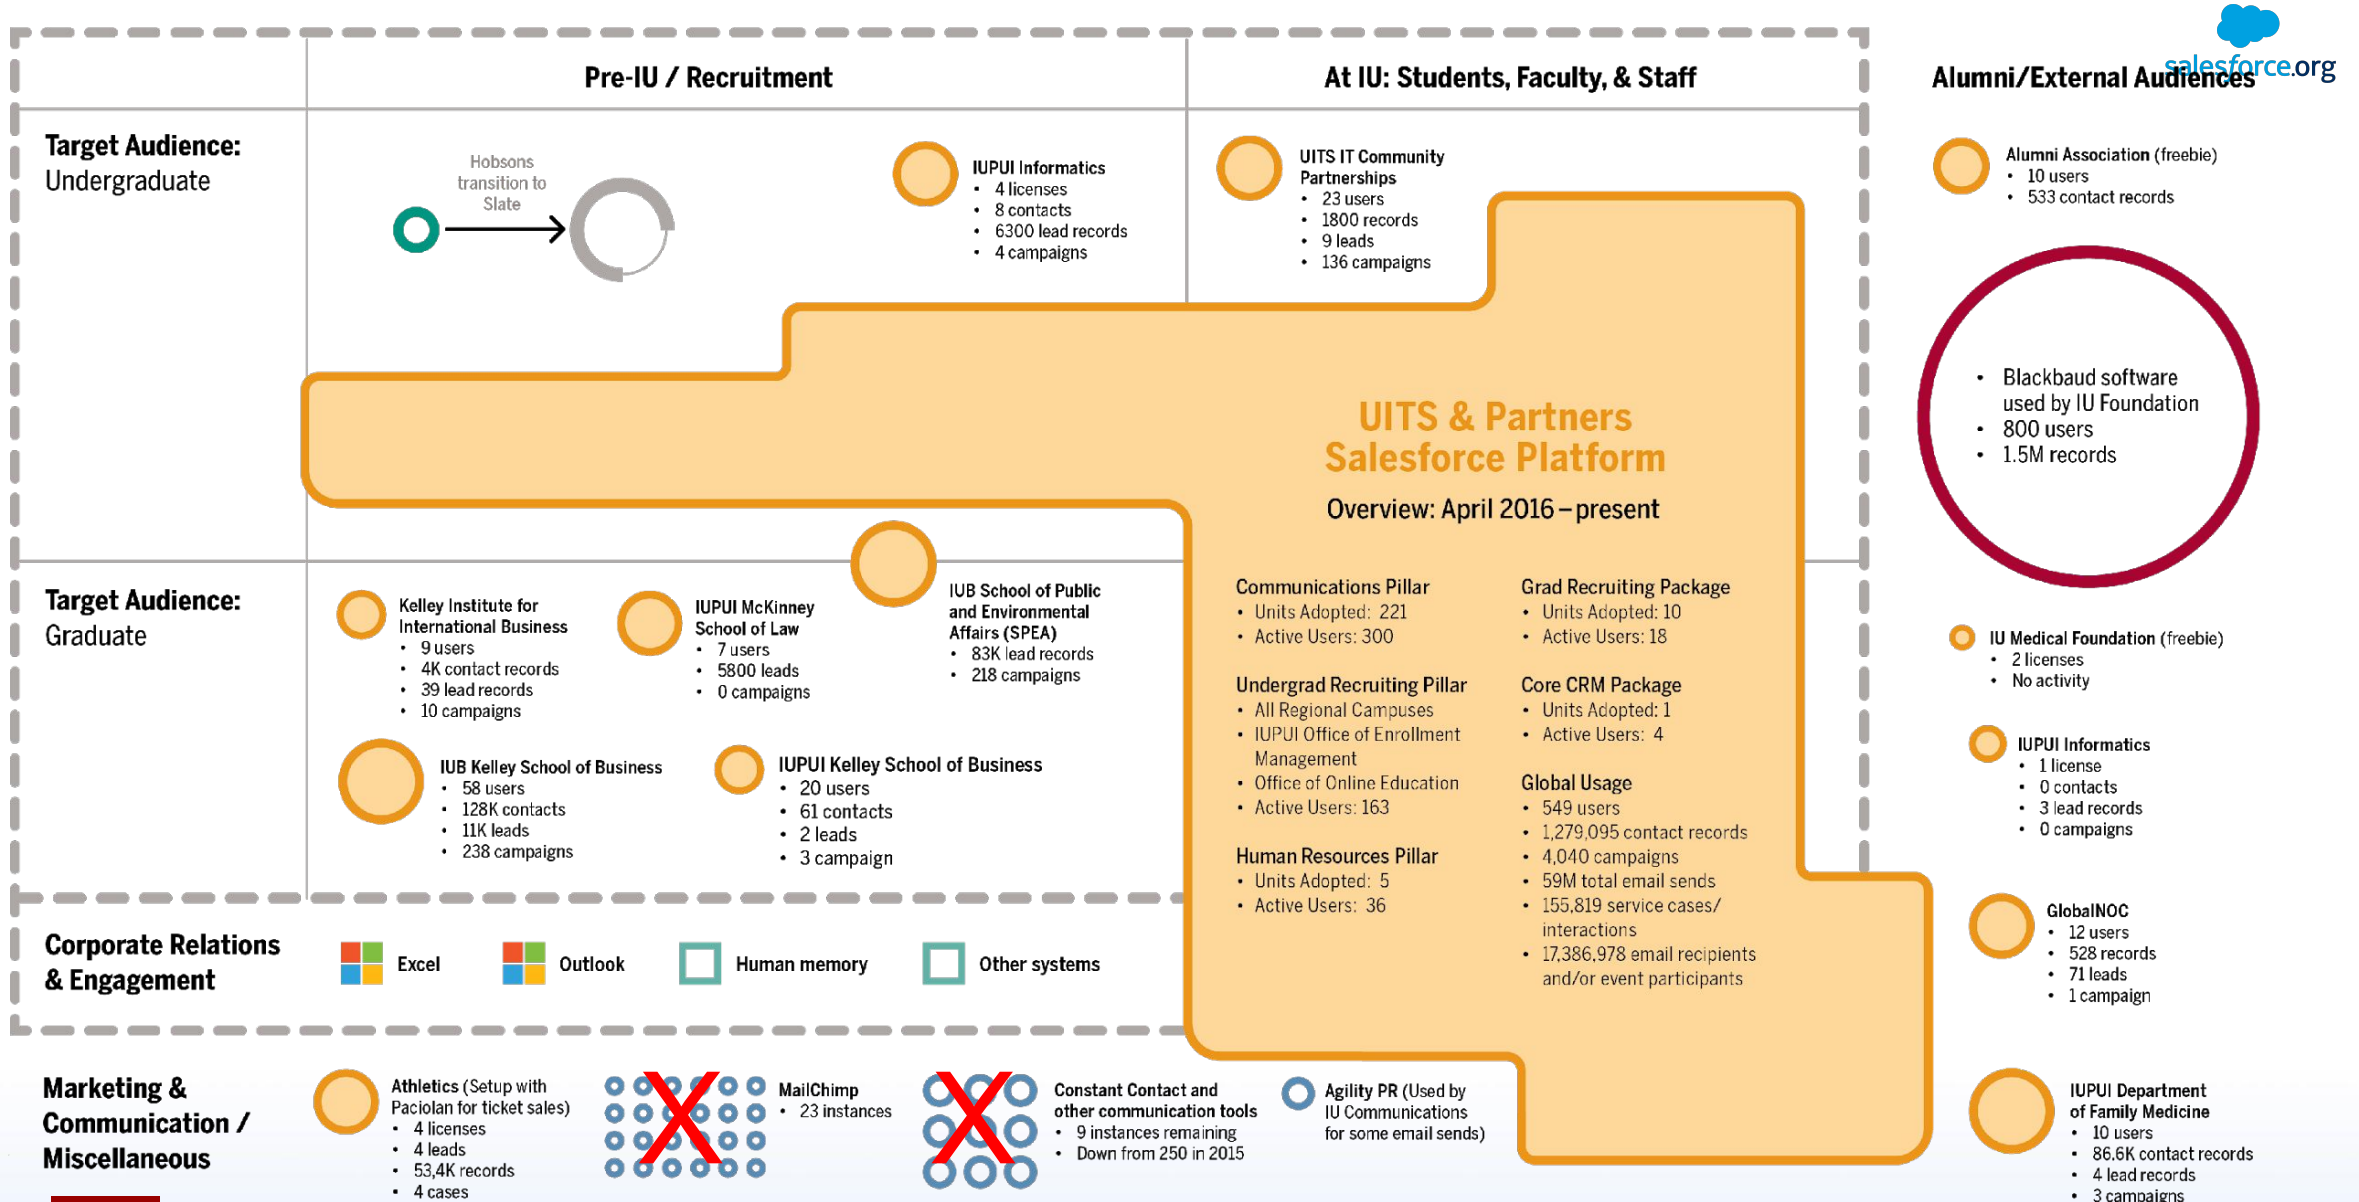 salesforce.org
Pre-IU / Recruitment
At IU: Students, Faculty, & Staff
Alumni/External Audiences
Target Audience:
Undergraduate
Hobsons
transition to
Slate
IUPUI Informatics
• 4 licenses
• 8 contacts
• 6300 lead records
• 4 campaigns
UITS IT Community
Partnerships
• 23 users
• 1800 records
• 9 leads
• 136 campaigns
Alumni Association (freebie)
• 10 users
• 533 contact records
• Blackbaud software
used by IU Foundation
• 800 users
• 1.5M records
UITS & Partners
Salesforce Platform
Overview: April 2016 – present
Communications Pillar
• Units Adopted: 221
• Active Users: 300
Undergrad Recruiting Pillar
• All Regional Campuses
• IUPUI Office of Enrollment
Management
• Office of Online Education
• Active Users: 163
Human Resources Pillar
• Units Adopted: 5
• Active Users: 36
Grad Recruiting Package
• Units Adopted: 10
• Active Users: 18
Core CRM Package
• Units Adopted: 1
• Active Users: 4
Global Usage
• 549 users
• 1,279,095 contact records
• 4,040 campaigns
• 59M total email sends
• 155,819 service cases/
interactions
• 17,386,978 email recipients
and/or event participants
Target Audience:
Graduate
Kelley Institute for
International Business
• 9 users
• 4K contact records
• 39 lead records
• 10 campaigns
IUPUI McKinney
School of Law
• 7 users
• 5800 leads
• 0 campaigns
IUB School of Public
and Environmental
Affairs (SPEA)
• 83K lead records
• 218 campaigns
IUB Kelley School of Business
• 58 users
• 128K contacts
• 11K leads
• 238 campaigns
IUPUI Kelley School of Business
• 20 users
• 61 contacts
• 2 leads
• 3 campaign
IU Medical Foundation (freebie)
• 2 licenses
• No activity
IUPUI Informatics
• 1 license
• 0 contacts
• 3 lead records
• 0 campaigns
GlobalNOC
• 12 users
• 528 records
• 71 leads
• 1 campaign
Corporate Relations
& Engagement
Excel
Outlook
Human memory
Other systems
Marketing &
Communication /
Miscellaneous
Athletics (Setup with
Paciolan for ticket sales)
• 4 licenses
• 4 leads
• 53,4K records
• 4 cases
MailChimp
• 23 instances
Constant Contact and
other communication tools
• 9 instances remaining
• Down from 250 in 2015
Agility PR (Used by
IU Communications
for some email sends)
IUPUI Department
of Family Medicine
• 10 users
• 86.6K contact records
• 4 lead records
• 3 campaigns